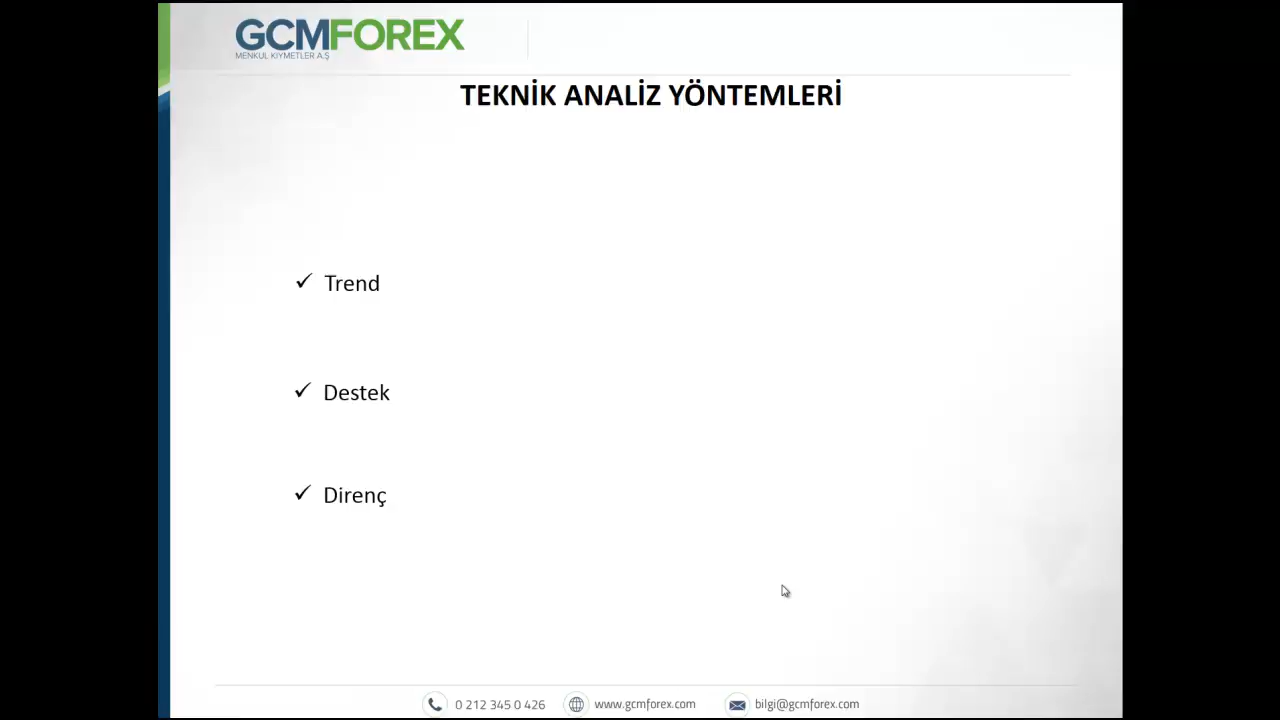 GCMFOREX
MENKUL KIYMETLER A.Ş
TEKNİK ANALİZ YÖNTEMLERİ
✓ Trend
✓ Destek
✓ Direnç
0 212 345 0 426 www.gcmforex.com bilgi@gcmforex.com